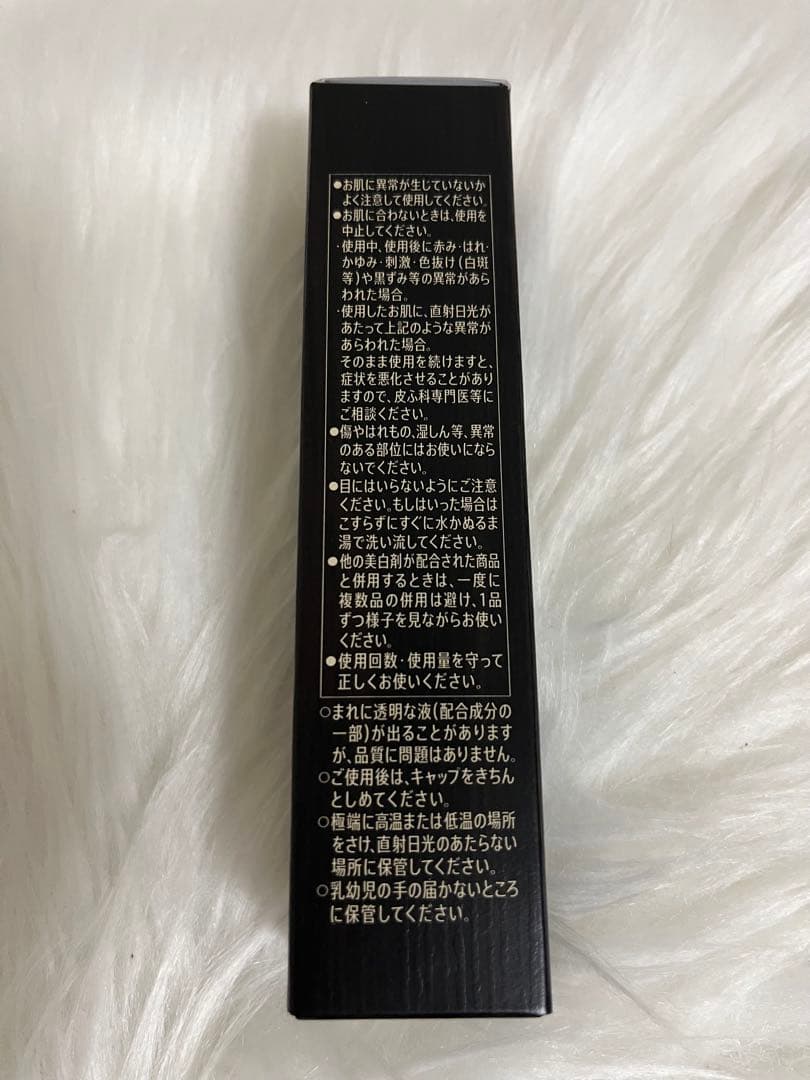 ●お肌に異常が生じていないか
よく注意して使用してください。
●お肌に合わないときは、使用を
中止してください。
・使用中、使用後に赤み・はれ・
かゆみ・刺激・色抜け(白斑
等)や黒ずみ等の異常があら
われた場合。
・使用したお肌に、直射日光が
あたって上記のような異常が
あらわれた場合。
そのまま使用を続けますと、
症状を悪化させることがあり
ますので、皮ふ科専門医等に
ご相談ください。
●傷やはれもの、湿しん等、異常
のある部位にはお使いになら
ないでください。
●目にはいらないようにご注意
ください。もしはいった場合は
こすらずにすぐに水かぬるま
湯で洗い流してください。
●他の美白剤が配合された商品
と併用するときは、一度に
複数品の併用は避け、1品
ずつ様子を見ながらお使い
ください。
●使用回数・使用量を守って
正しくお使いください。
○まれに透明な液(配合成分の
一部)が出ることがあります
が、品質に問題はありません。
○ご使用後は、キャップをきちん
としめてください。
○極端に高温または低温の場所
をさけ、直射日光のあたらない
場所に保管してください。
○乳幼児の手の届かないところ
に保管してください。